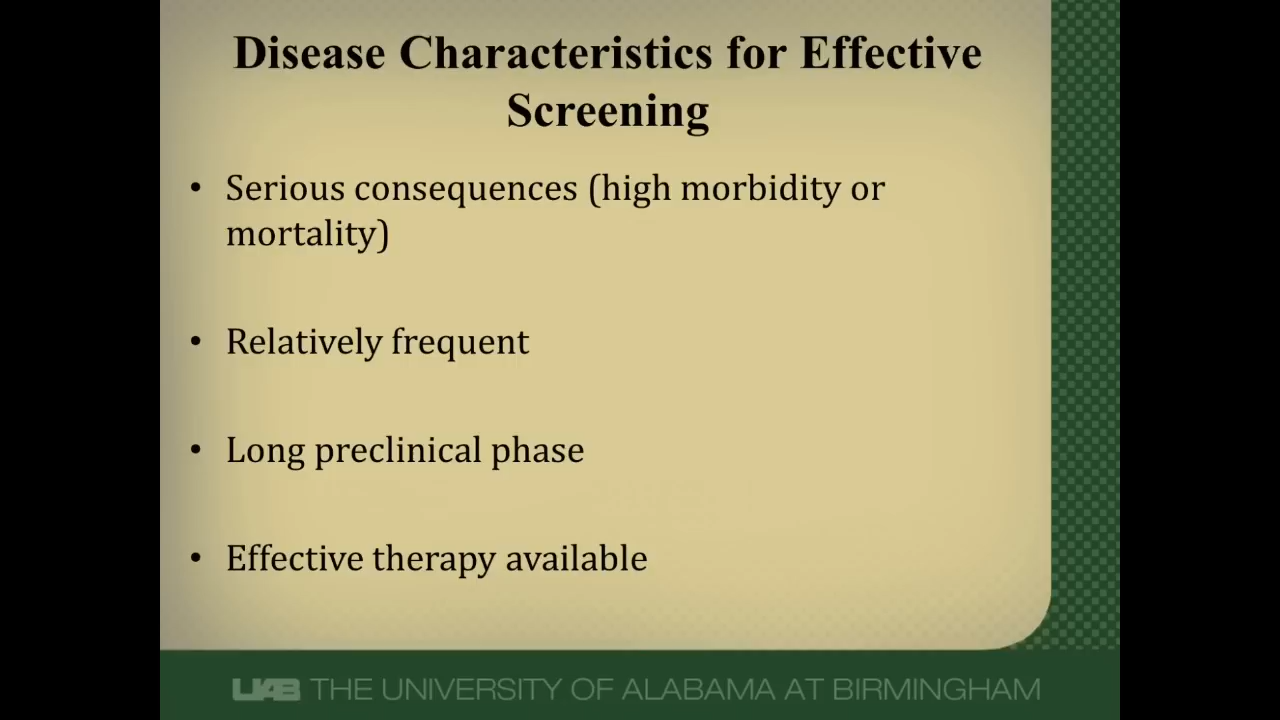 Disease Characteristics for Effective
Screening
• Serious consequences (high morbidity or
mortality)
• Relatively frequent
• Long preclinical phase
• Effective therapy available
UAB THE UNIVERSITY OF ALABAMA AT BIRMINGHAM